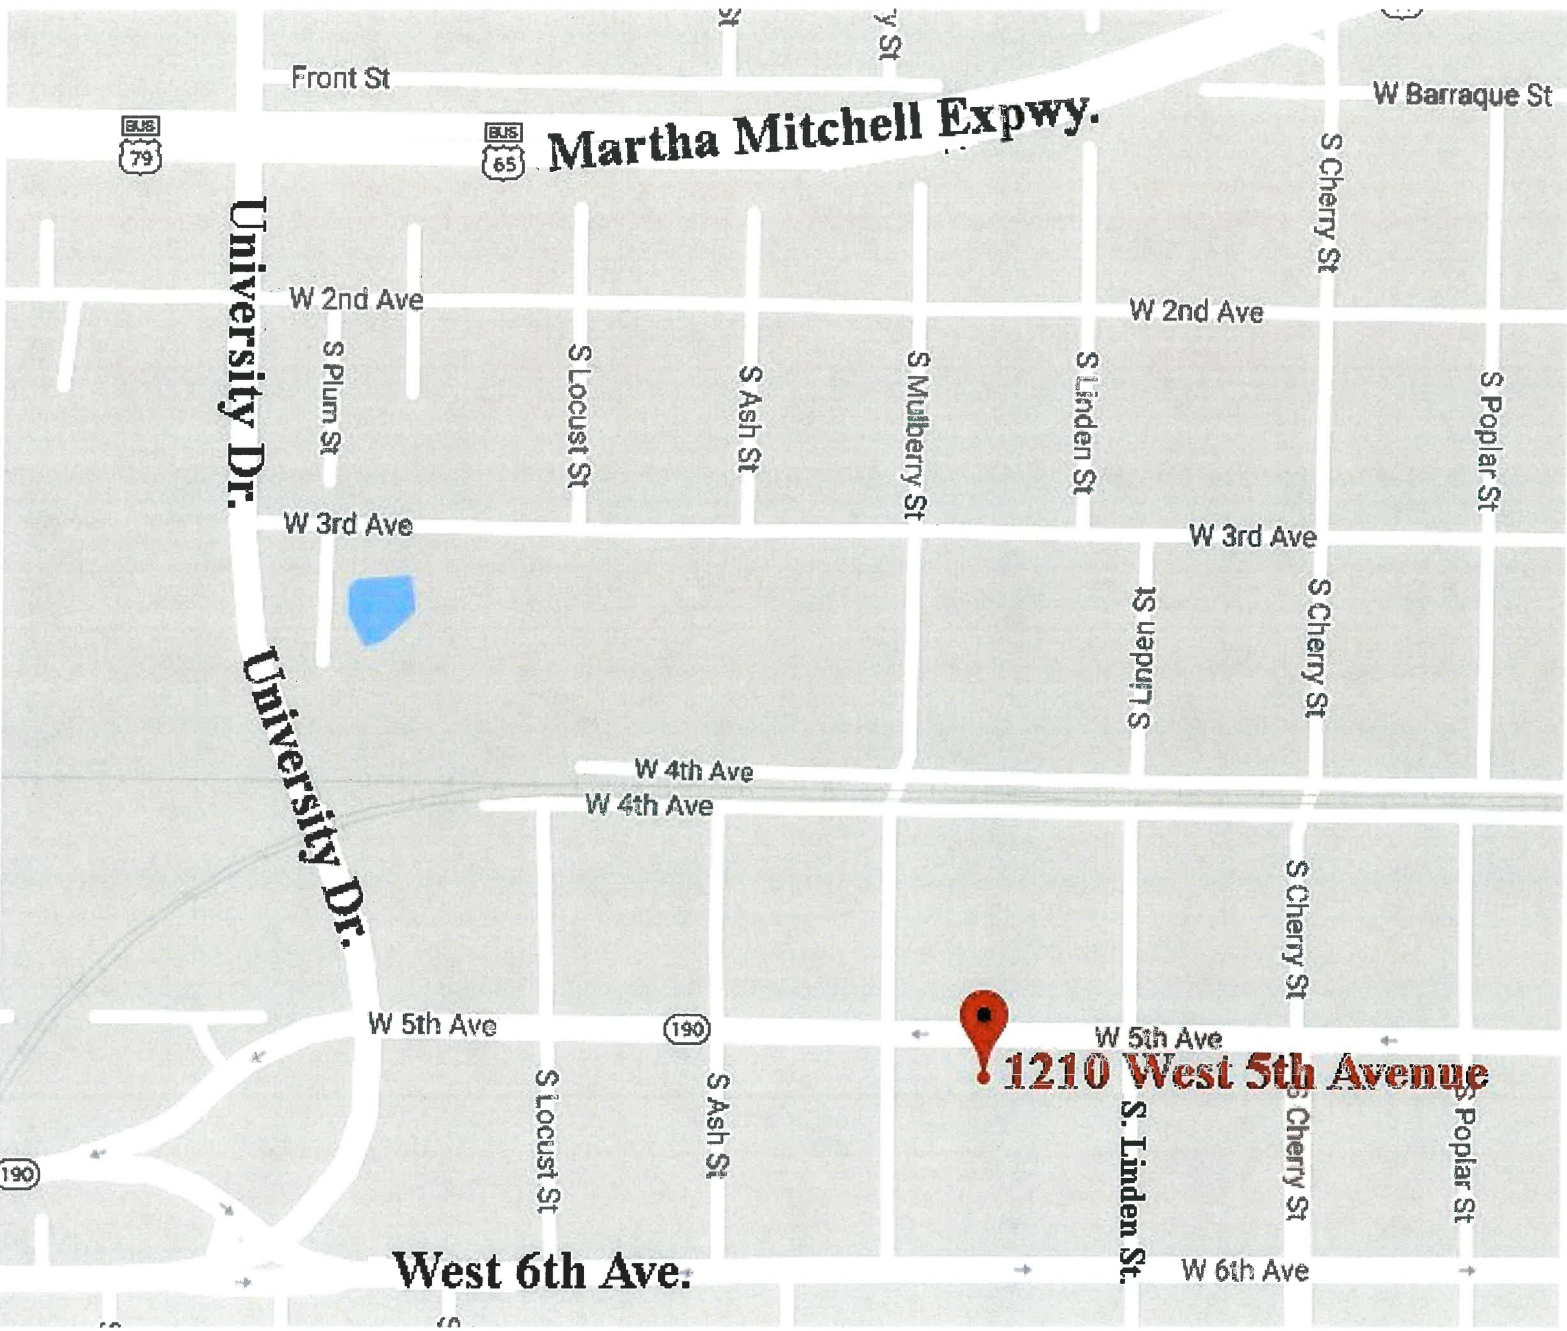 St
y St
Front St
W Barraque St
BUS
79
BUS
65
Martha Mitchell Expwy.
S Cherry St
University Dr.
W 2nd Ave
W 2nd Ave
S Plum St
S Locust St
S Ash St
S Mulberry St
S Linden St
S Poplar St
W 3rd Ave
W 3rd Ave
S Linden St
S Cherry St
University Dr.
W 4th Ave
W 4th Ave
S Cherry St
W 5th Ave
190
W 5th Ave
1210 West 5th Avenue
S Locust St
S Ash St
S. Linden St.
S Cherry St
S Poplar St
190
West 6th Ave.
W 6th Ave